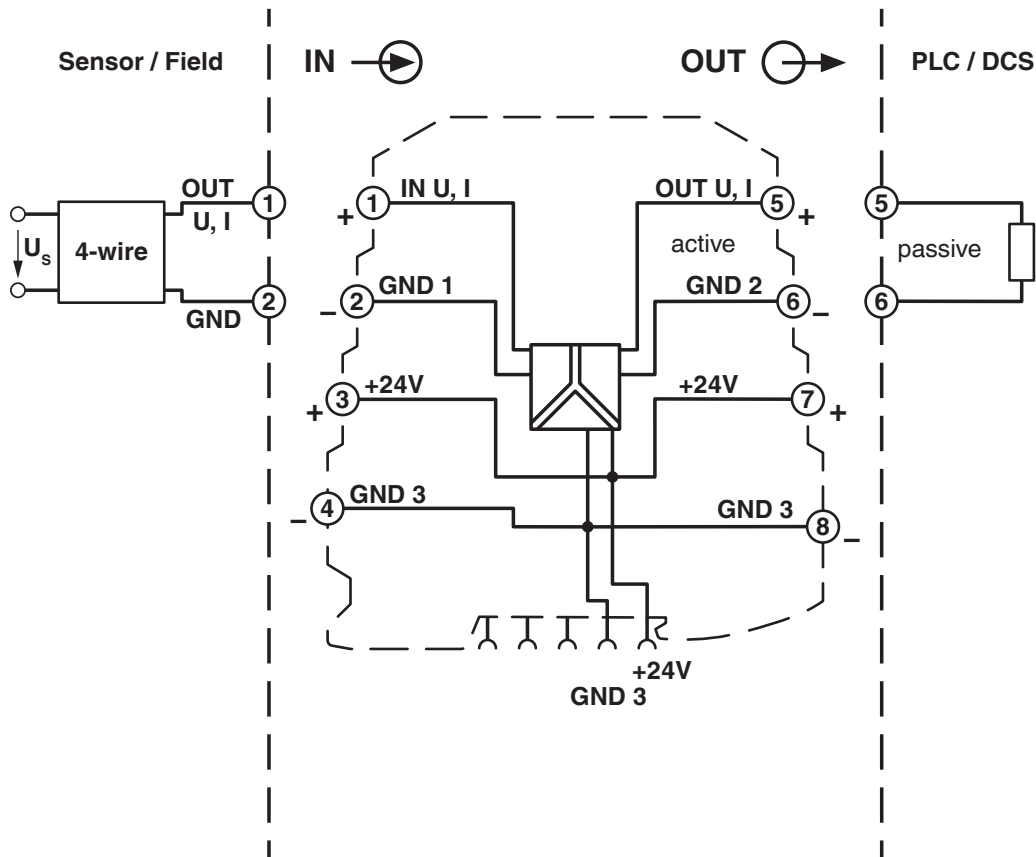 Sensor / Field
IN
OUT
PLC / DCS
OUT
U, I
1
Us
4-wire
GND
2
1
+
IN U, I
OUT U, I
5
+
active
5
passive
2
–
GND 1
GND 2
6
–
6
3
+
+24V
+24V
7
+
4
–
GND 3
GND 3
8
–
+24V
GND 3